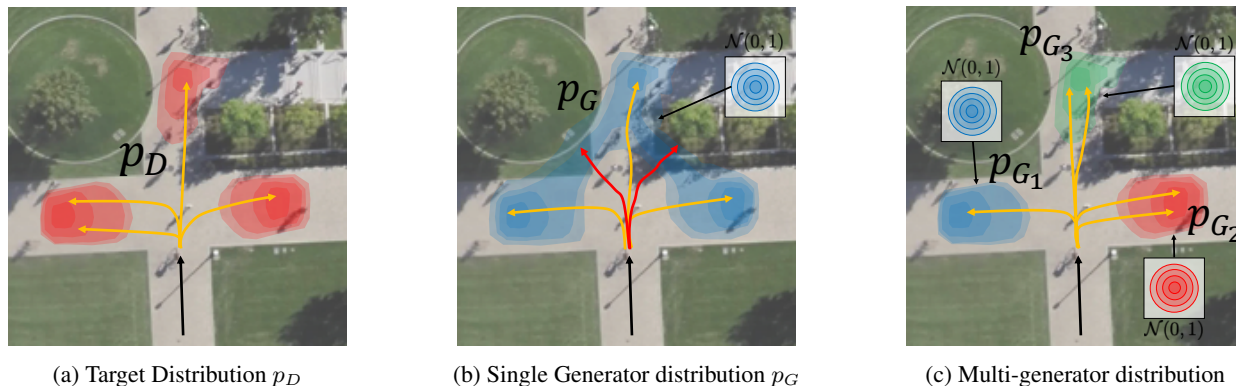 p_D
p_G
𝒩(0, 1)
p_{G_3}
𝒩(0, 1)
𝒩(0, 1)
p_{G_1}
p_{G_2}
𝒩(0, 1)
(a) Target Distribution p_D
(b) Single Generator distribution p_G
(c) Multi-generator distribution